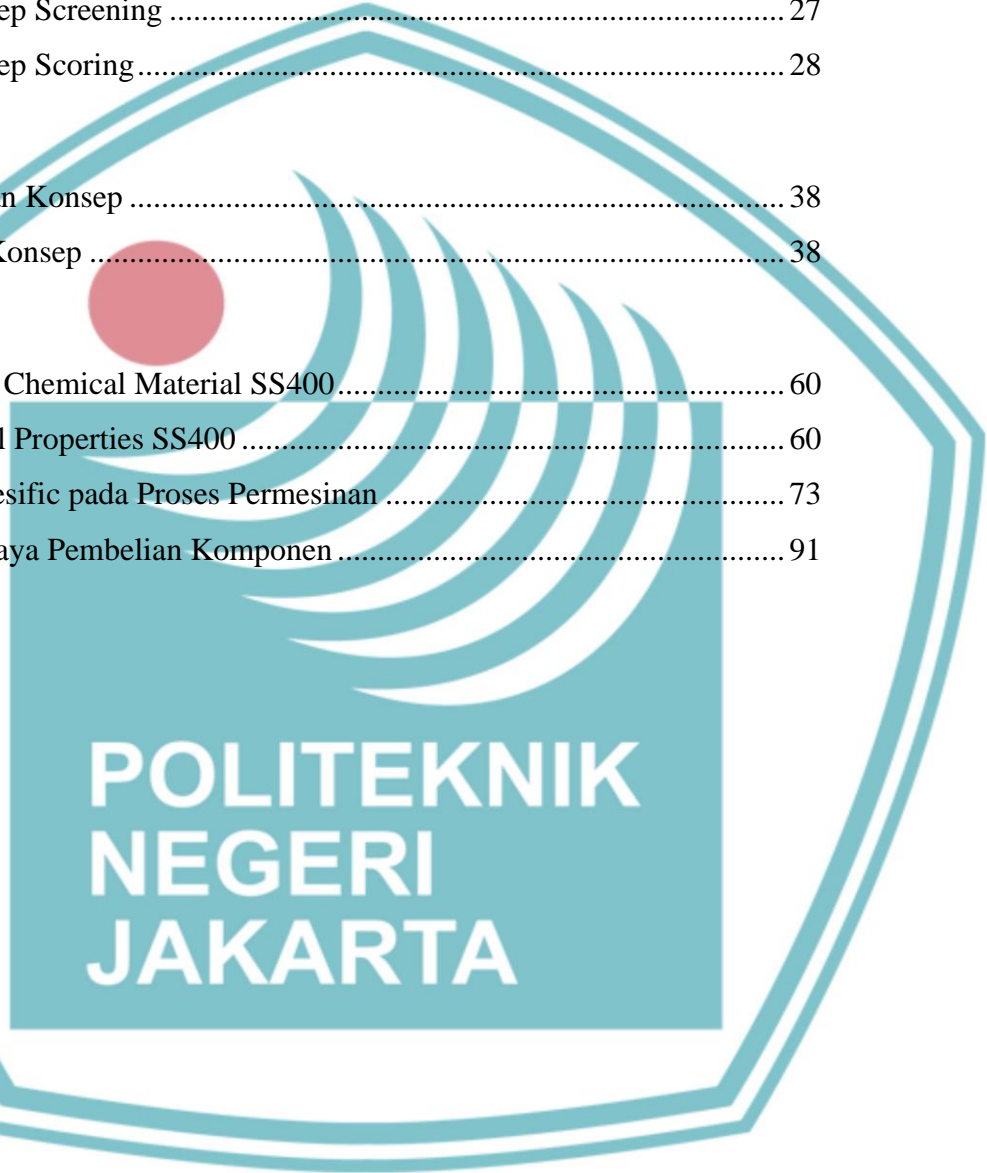 ep Screening ............................................................................. 27
ep Scoring ................................................................................. 28
n Konsep .................................................................................. 38
Konsep ....................................................................................... 38
Chemical Material SS400 ........................................................ 60
l Properties SS400 .................................................................... 60
esific pada Proses Permesinan .................................................. 73
aya Pembelian Komponen ........................................................ 91
POLITEKNIK
NEGERI
JAKARTA